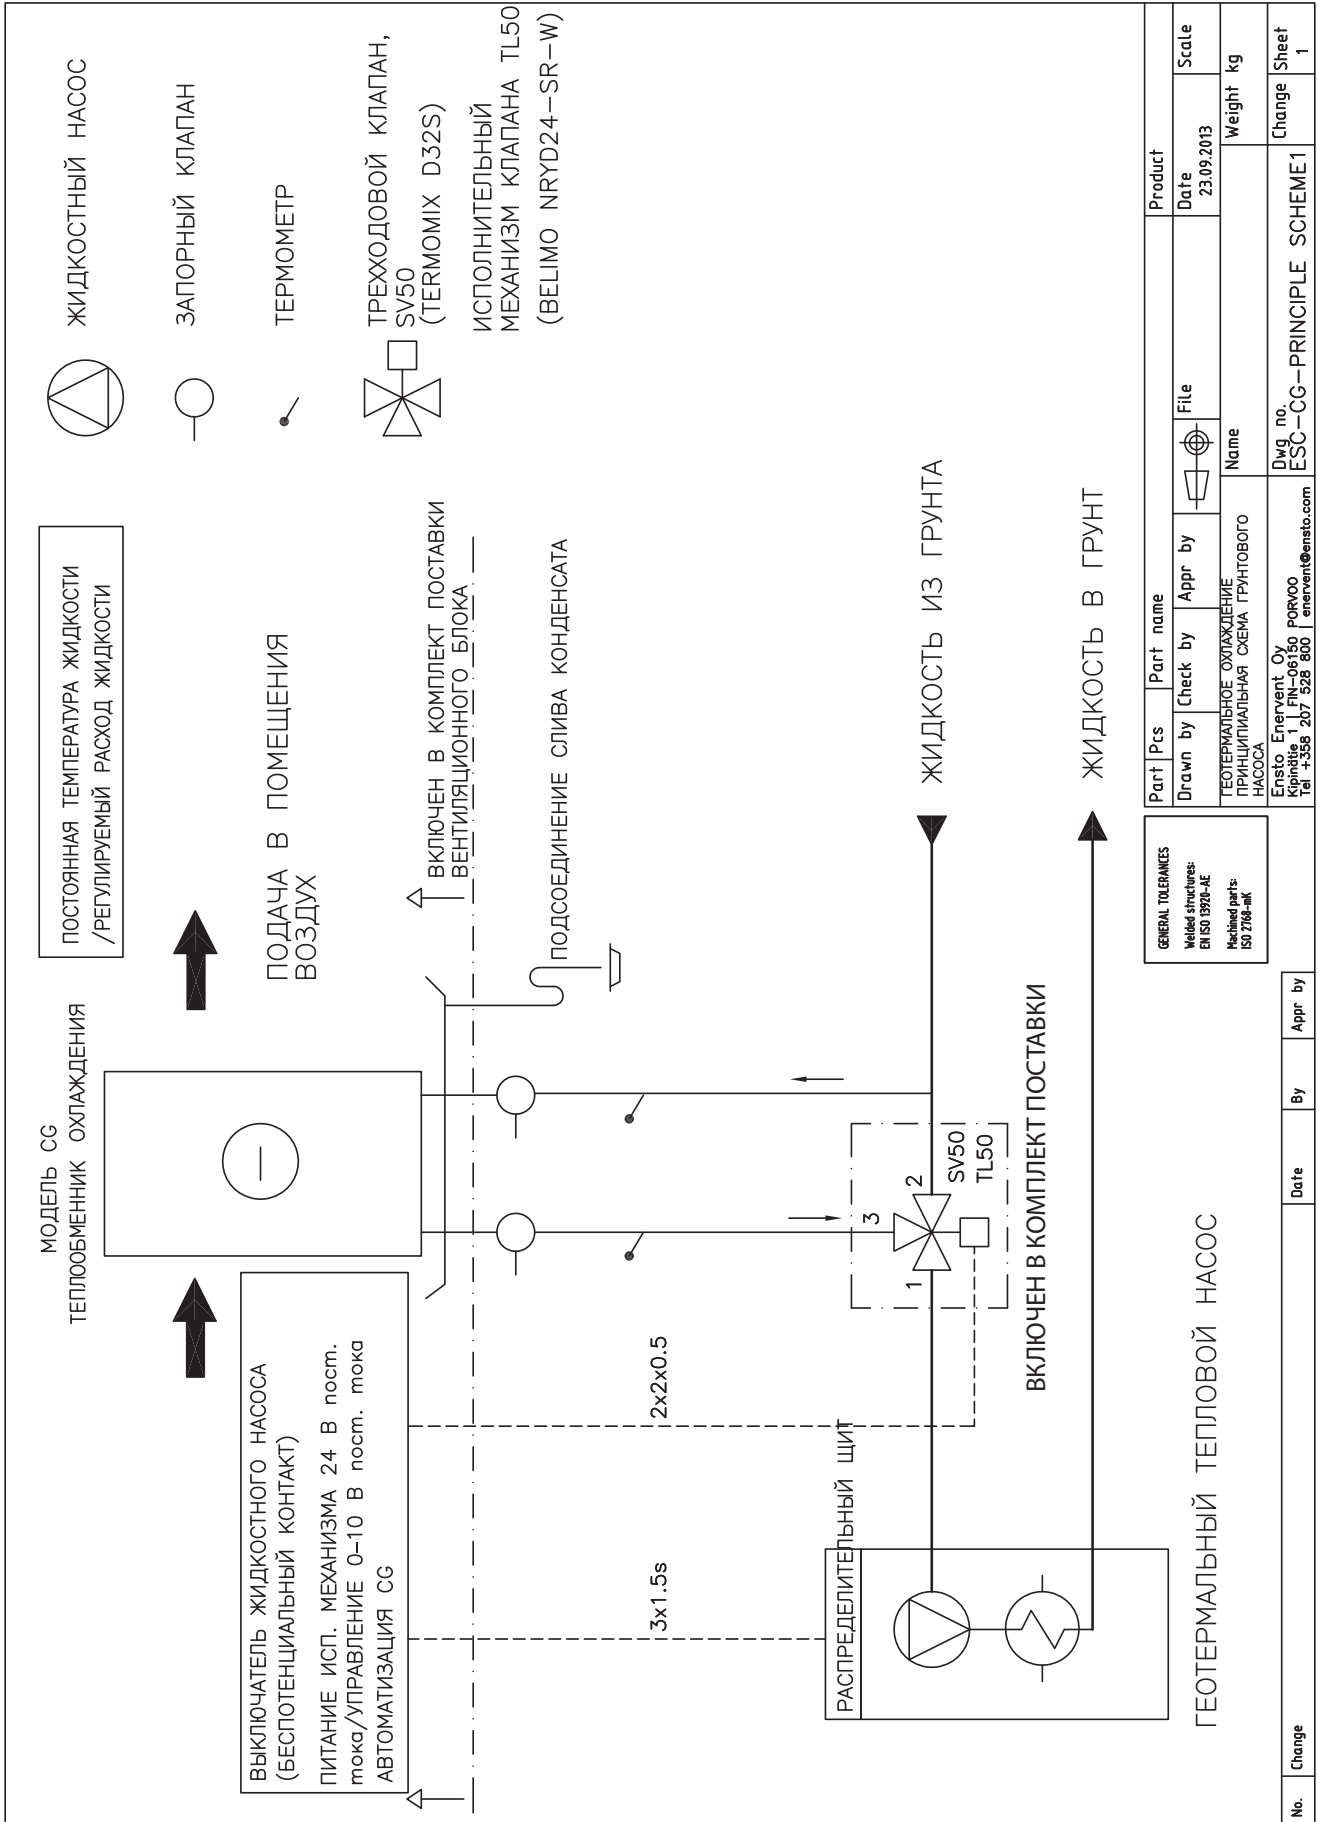 ПОСТОЯННАЯ ТЕМПЕРАТУРА ЖИДКОСТИ
/РЕГУЛИРУЕМЫЙ РАСХОД ЖИДКОСТИ
ЖИДКОСТНЫЙ НАСОС
ЗАПОРНЫЙ КЛАПАН
ТЕРМОМЕТР
ТРЕХХОДОВОЙ КЛАПАН,
SV50
(TERMOMIX D32S)
ИСПОЛНИТЕЛЬНЫЙ
МЕХАНИЗМ КЛАПАНА TL50
(BELIMO NRYD24-SR-W)
МОДЕЛЬ CG
ТЕПЛООБМЕННИК ОХЛАЖДЕНИЯ
ПОДАЧА В ПОМЕЩЕНИЯ
ВОЗДУХ
ВЫКЛЮЧАТЕЛЬ ЖИДКОСТНОГО НАСОСА
(БЕСПОТЕНЦИАЛЬНЫЙ КОНТАКТ)
ПИТАНИЕ ИСП. МЕХАНИЗМА 24 В пост.
тока/УПРАВЛЕНИЕ 0-10 В пост. тока
АВТОМАТИЗАЦИЯ CG
ВКЛЮЧЕН В КОМПЛЕКТ ПОСТАВКИ
ВЕНТИЛЯЦИОННОГО БЛОКА
ПОДСОЕДИНЕНИЕ СЛИВА КОНДЕНСАТА
3x1.5s
2x2x0.5
РАСПРЕДЕЛИТЕЛЬНЫЙ ЩИТ
3
1
2
SV50
TL50
ВКЛЮЧЕН В КОМПЛЕКТ ПОСТАВКИ
ЖИДКОСТЬ ИЗ ГРУНТА
ЖИДКОСТЬ В ГРУНТ
ГЕОТЕРМАЛЬНЫЙ ТЕПЛОВОЙ НАСОС
GENERAL TOLERANCES
Welded structures:
EN ISO 13920-AE
Machined parts:
ISO 2768-mK
Part Pcs Part name Product
Drawn by Check by Appr by File Date Scale
23.09.2013
ГЕОТЕРМАЛЬНОЕ ОХЛАЖДЕНИЕ
ПРИНЦИПИАЛЬНАЯ СХЕМА ГРУНТОВОГО
НАСОСА
Name Weight kg
Ensto Enervent Oy
Kipinätie 1 | FIN-06150 PORVOO
Tel +358 207 528 800 | enervent@ensto.com
Dwg no.
ESC-CG-PRINCIPLE SCHEME1
Change Sheet
1
No. Change Date By Appr by